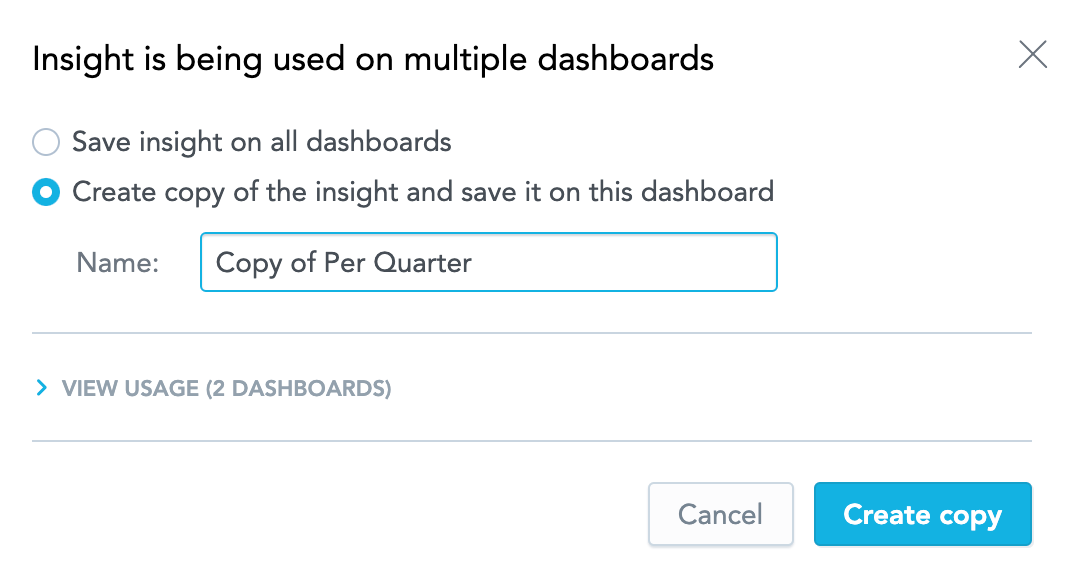 Insight is being used on multiple dashboards
Save insight on all dashboards
Create copy of the insight and save it on this dashboard
Name: Copy of Per Quarter
VIEW USAGE (2 DASHBOARDS)
Cancel Create copy